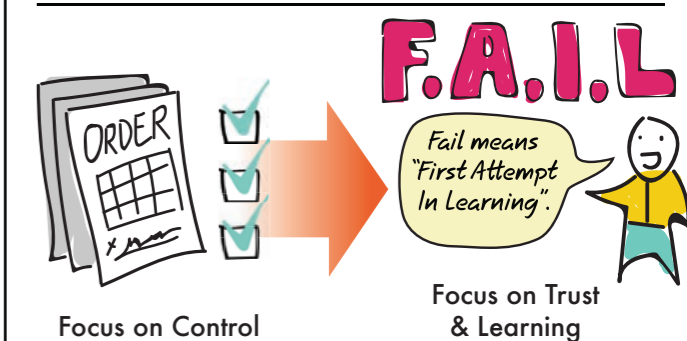 F.A.I.L
ORDER
Fail means
"First Attempt
In Learning".
x
Focus on Control
Focus on Trust
& Learning